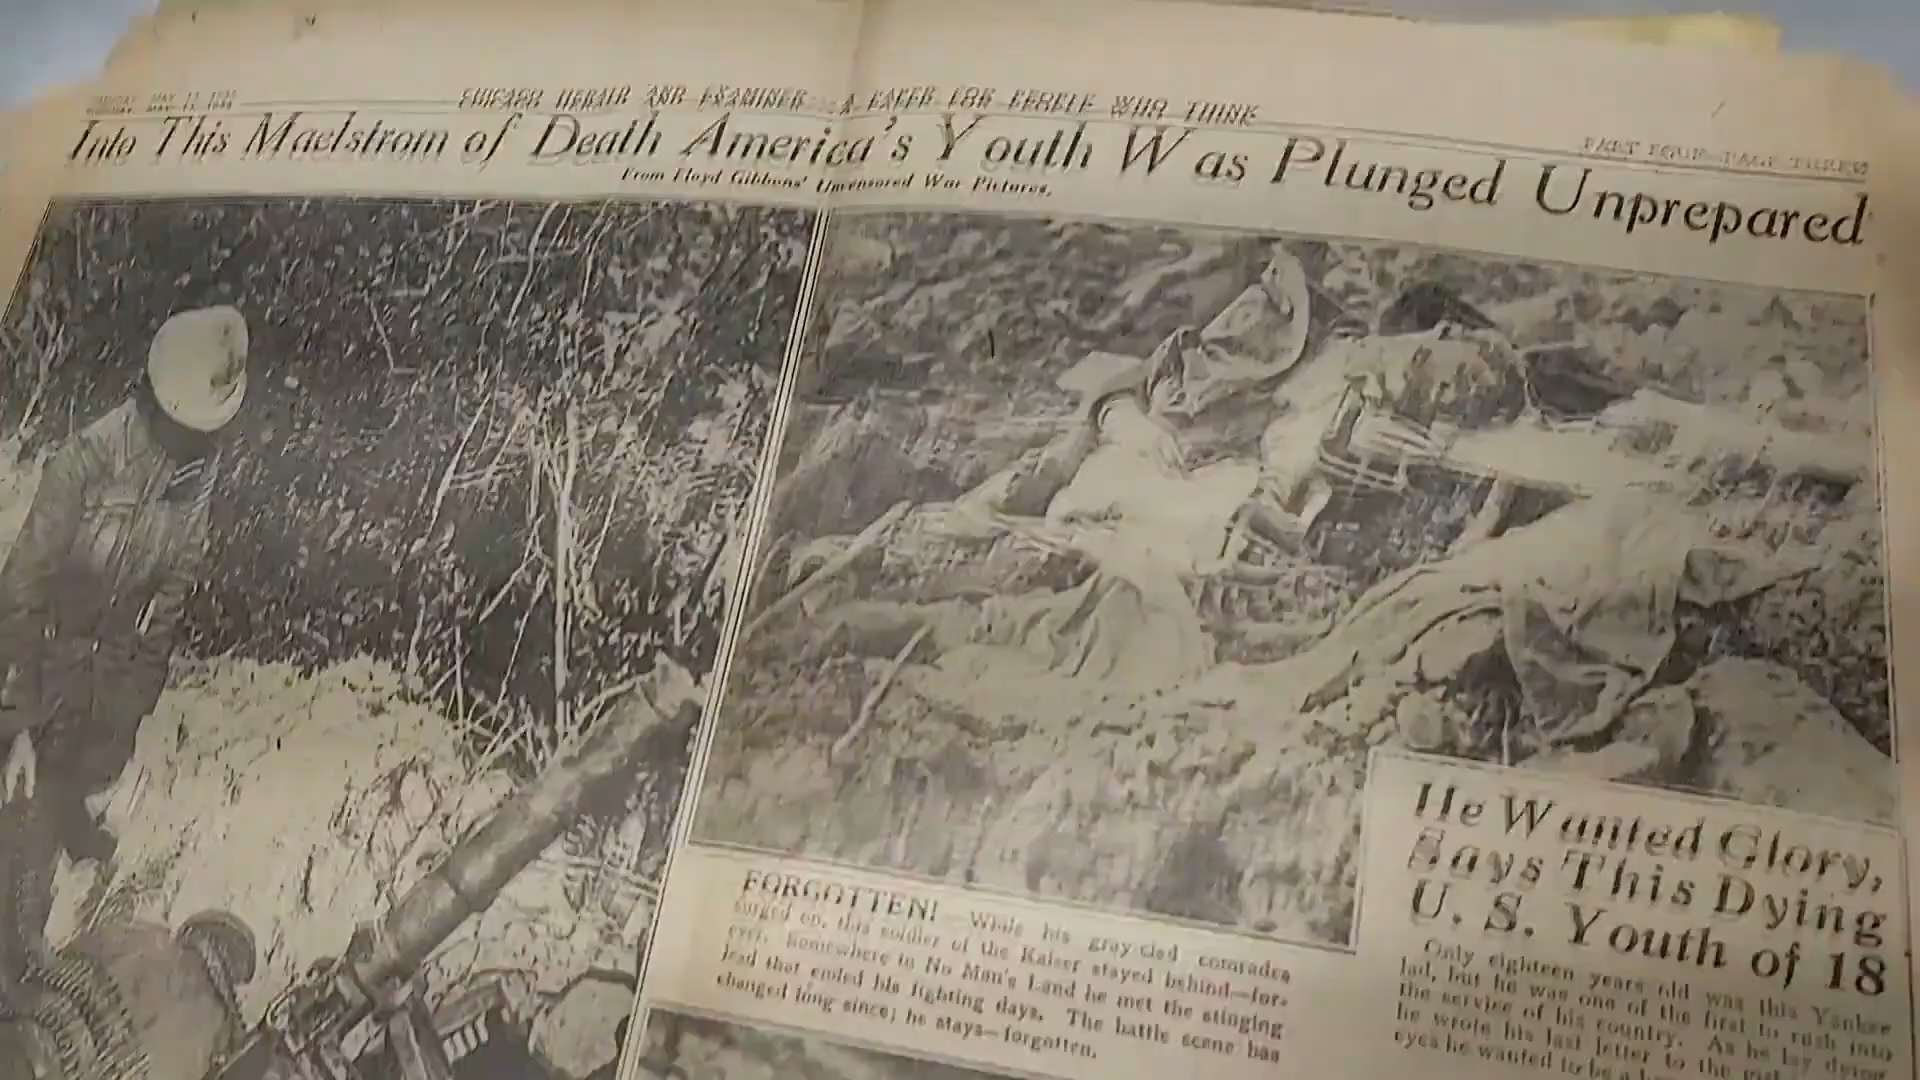 CHICAGO HERALD AND EXAMINER A PAPER FOR PEOPLE WHO THINK
PART FOUR—PAGE THREE
Into This Maelstrom of Death America's Youth Was Plunged Unprepared
From Floyd Gibbons' Uncensored War Pictures.
FORGOTTEN! While his gray-clad comrades
surged on, this soldier of the Kaiser stayed behind—for-
ever. Somewhere in No Man's Land he met the stinging
lead that ended his fighting days. The battle scene has
changed long since; he stays—forgotten.
He Wanted Glory,
Says This Dying
U. S. Youth of 18
Only eighteen years old was this Yankee
lad, but he was one of the first to rush into
the service of his country. As he lay dying
he wrote his last letter to the
eyes he wanted to be a